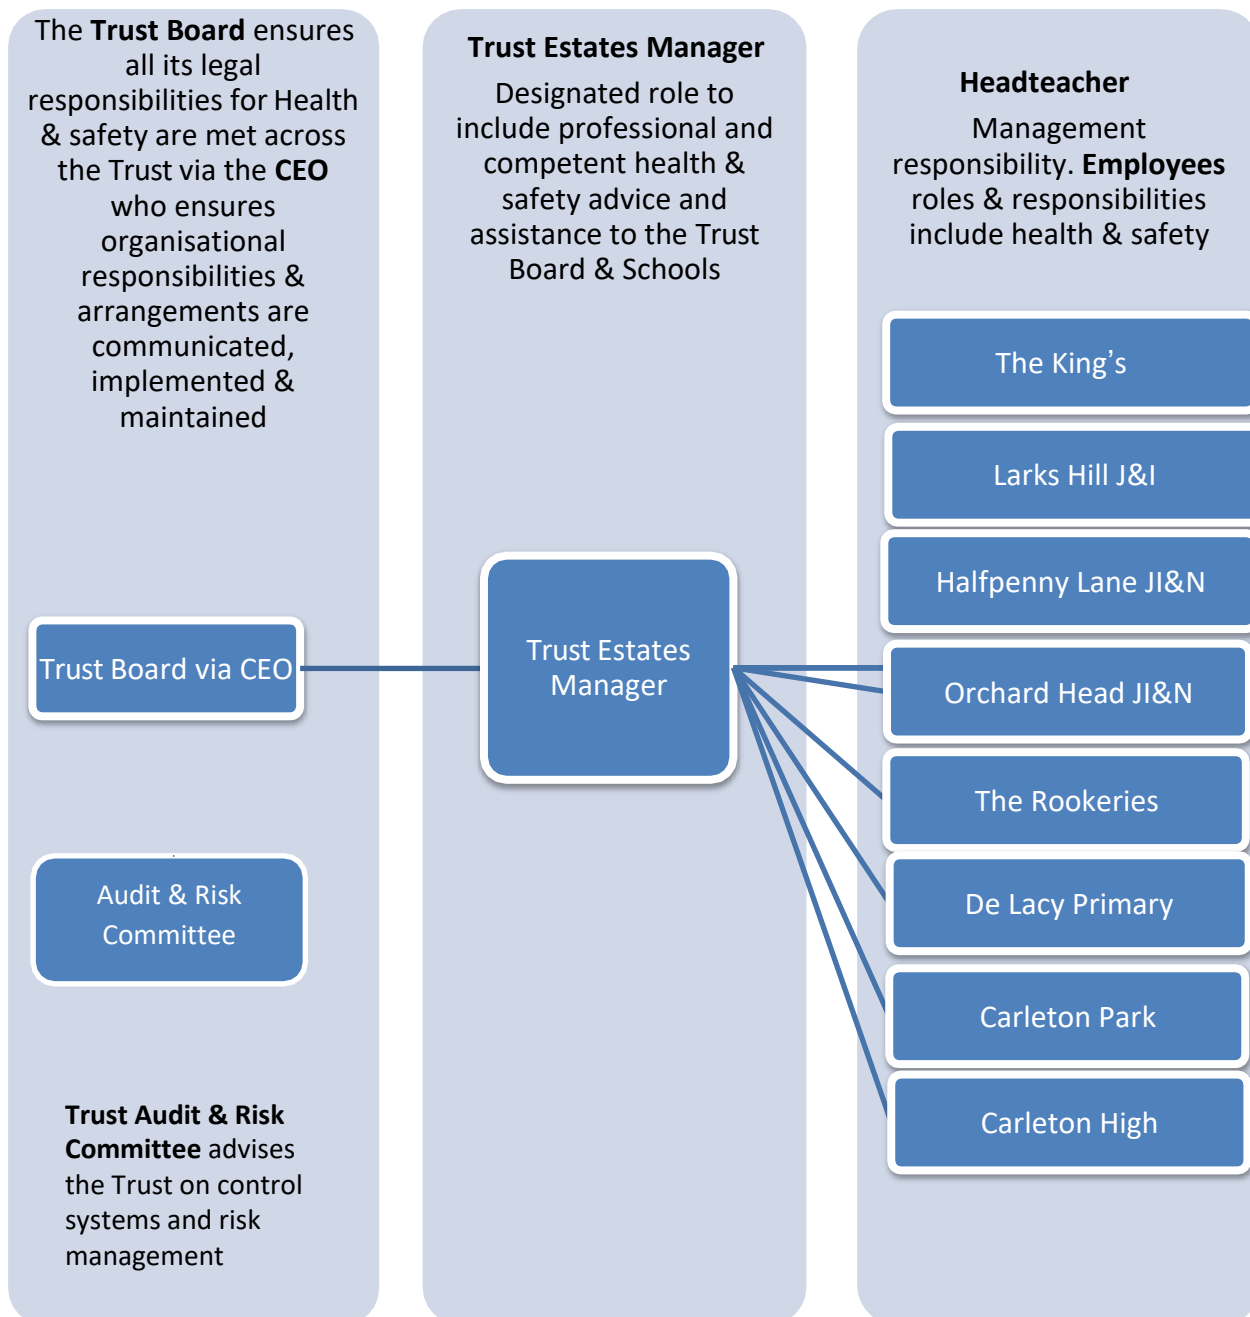 The Trust Board ensures
all its legal
responsibilities for Health
& safety are met across
the Trust via the CEO
who ensures
organisational
responsibilities &
arrangements are
communicated,
implemented &
maintained
Trust Board via CEO
Audit & Risk
Committee
Trust Audit & Risk
Committee advises
the Trust on control
systems and risk
management
Trust Estates Manager
Designated role to
include professional and
competent health &
safety advice and
assistance to the Trust
Board & Schools
Trust Estates
Manager
Headteacher
Management
responsibility. Employees
roles & responsibilities
include health & safety
The King’s
Larks Hill J&I
Halfpenny Lane JI&N
Orchard Head JI&N
The Rookeries
De Lacy Primary
Carleton Park
Carleton High